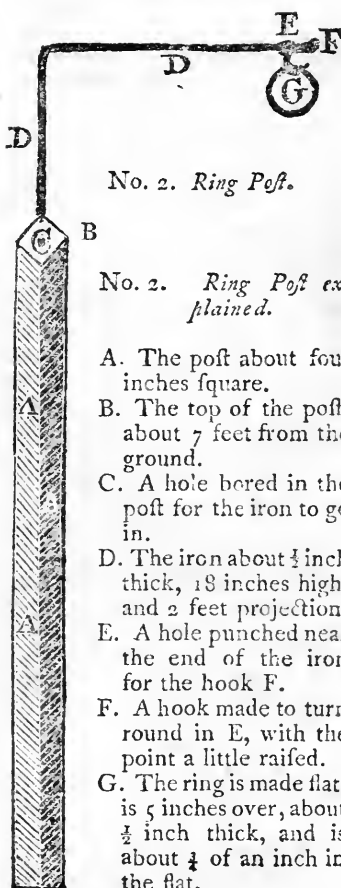 E
F
D
G
D
No. 2. Ring Poſt.
C B
No. 2. Ring Poſt ex
plained.
A
A. The poſt about fou
inches ſquare.
B. The top of the poſt
about 7 feet from the
ground.
C. A hole bored in the
poſt for the iron to go
in.
D. The iron about ½ inch
thick, 18 inches high
and 2 feet projection
E. A hole punched near
the end of the iron
for the hook F.
F. A hook made to turn
round in E, with the
point a little raiſed.
G. The ring is made flat,
is 5 inches over, about
½ inch thick, and is
about of an inch in
the flat.
A